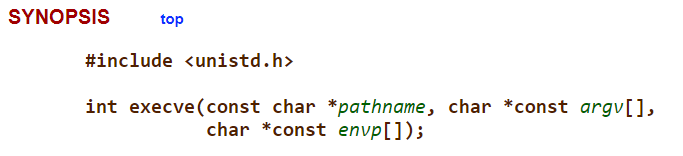 SYNOPSIS top
#include <unistd.h>
int execve(const char *pathname, char *const argv[],
char *const envp[]);